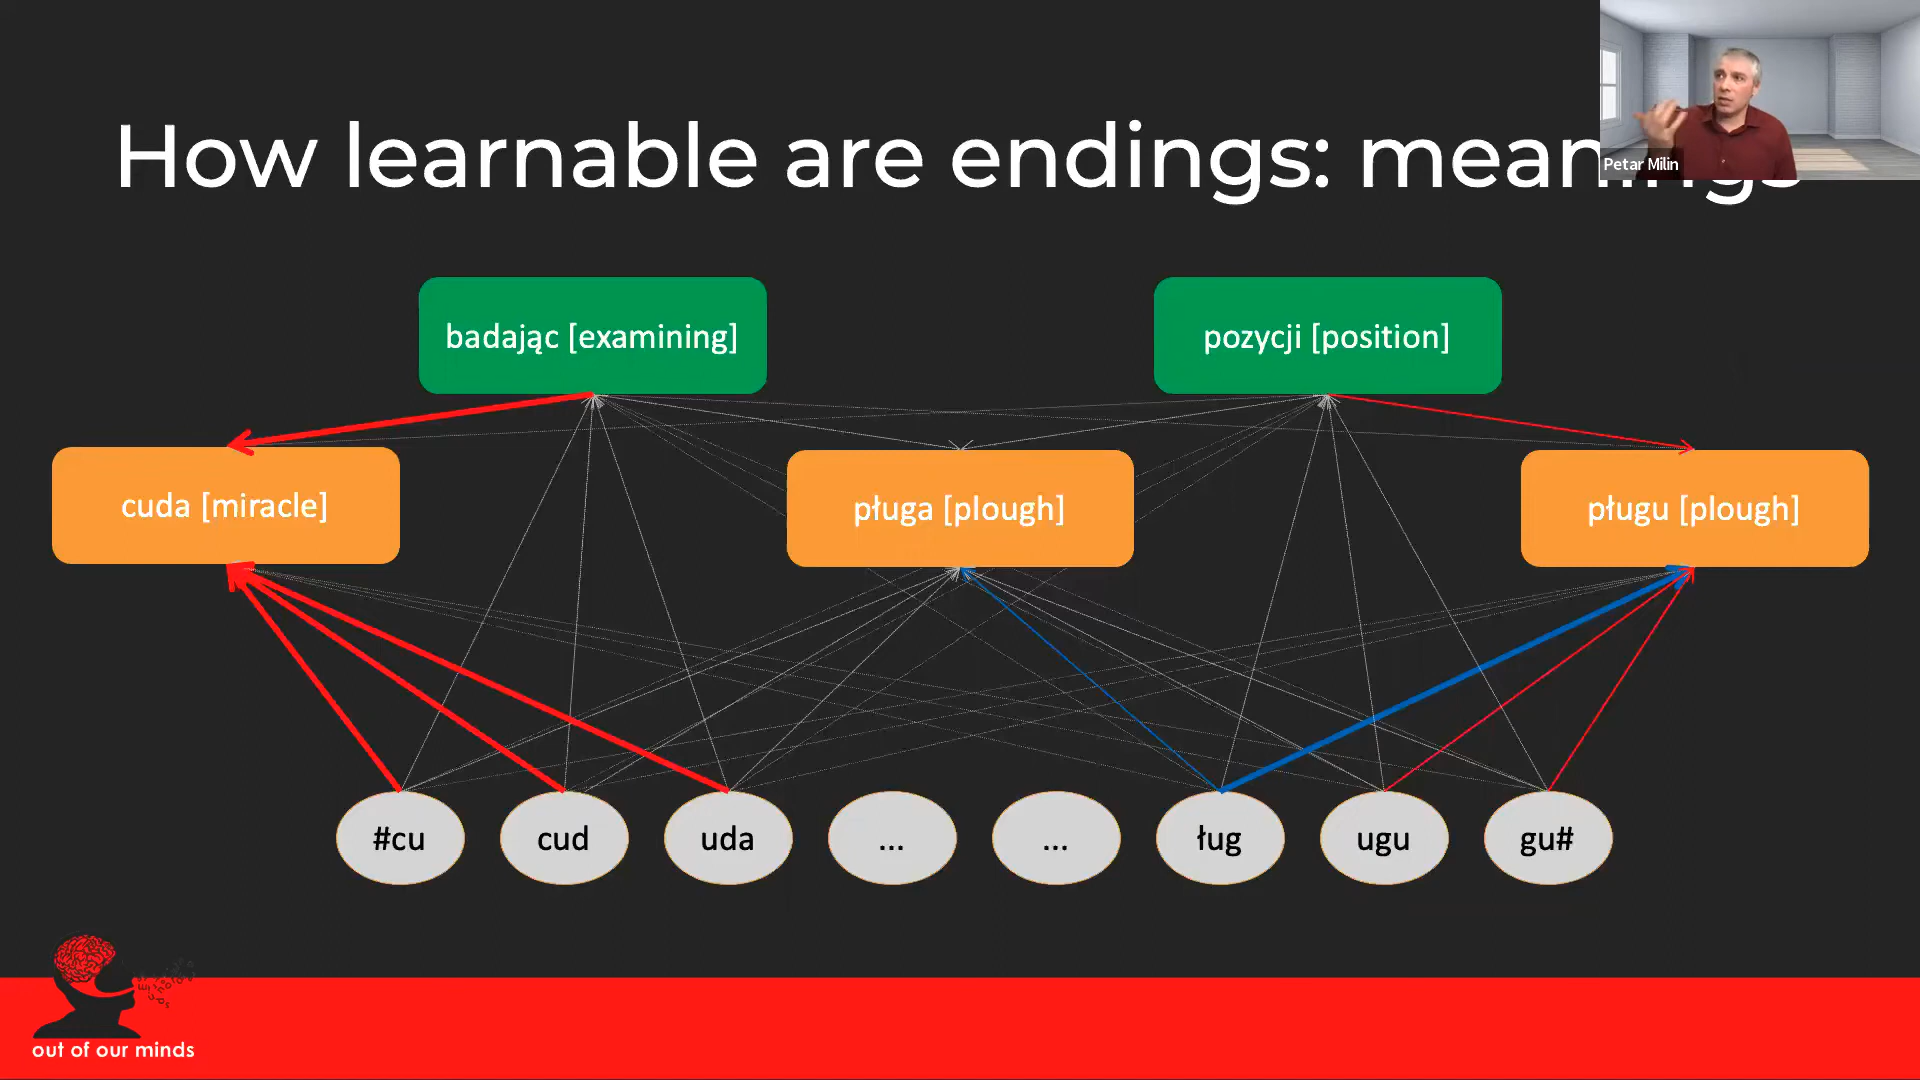 How learnable are endings: meanings
Petar Milin
badając [examining]
pozycji [position]
cuda [miracle]
pługa [plough]
pługu [plough]
#cu
cud
uda
...
...
ług
ugu
gu#
out of our minds